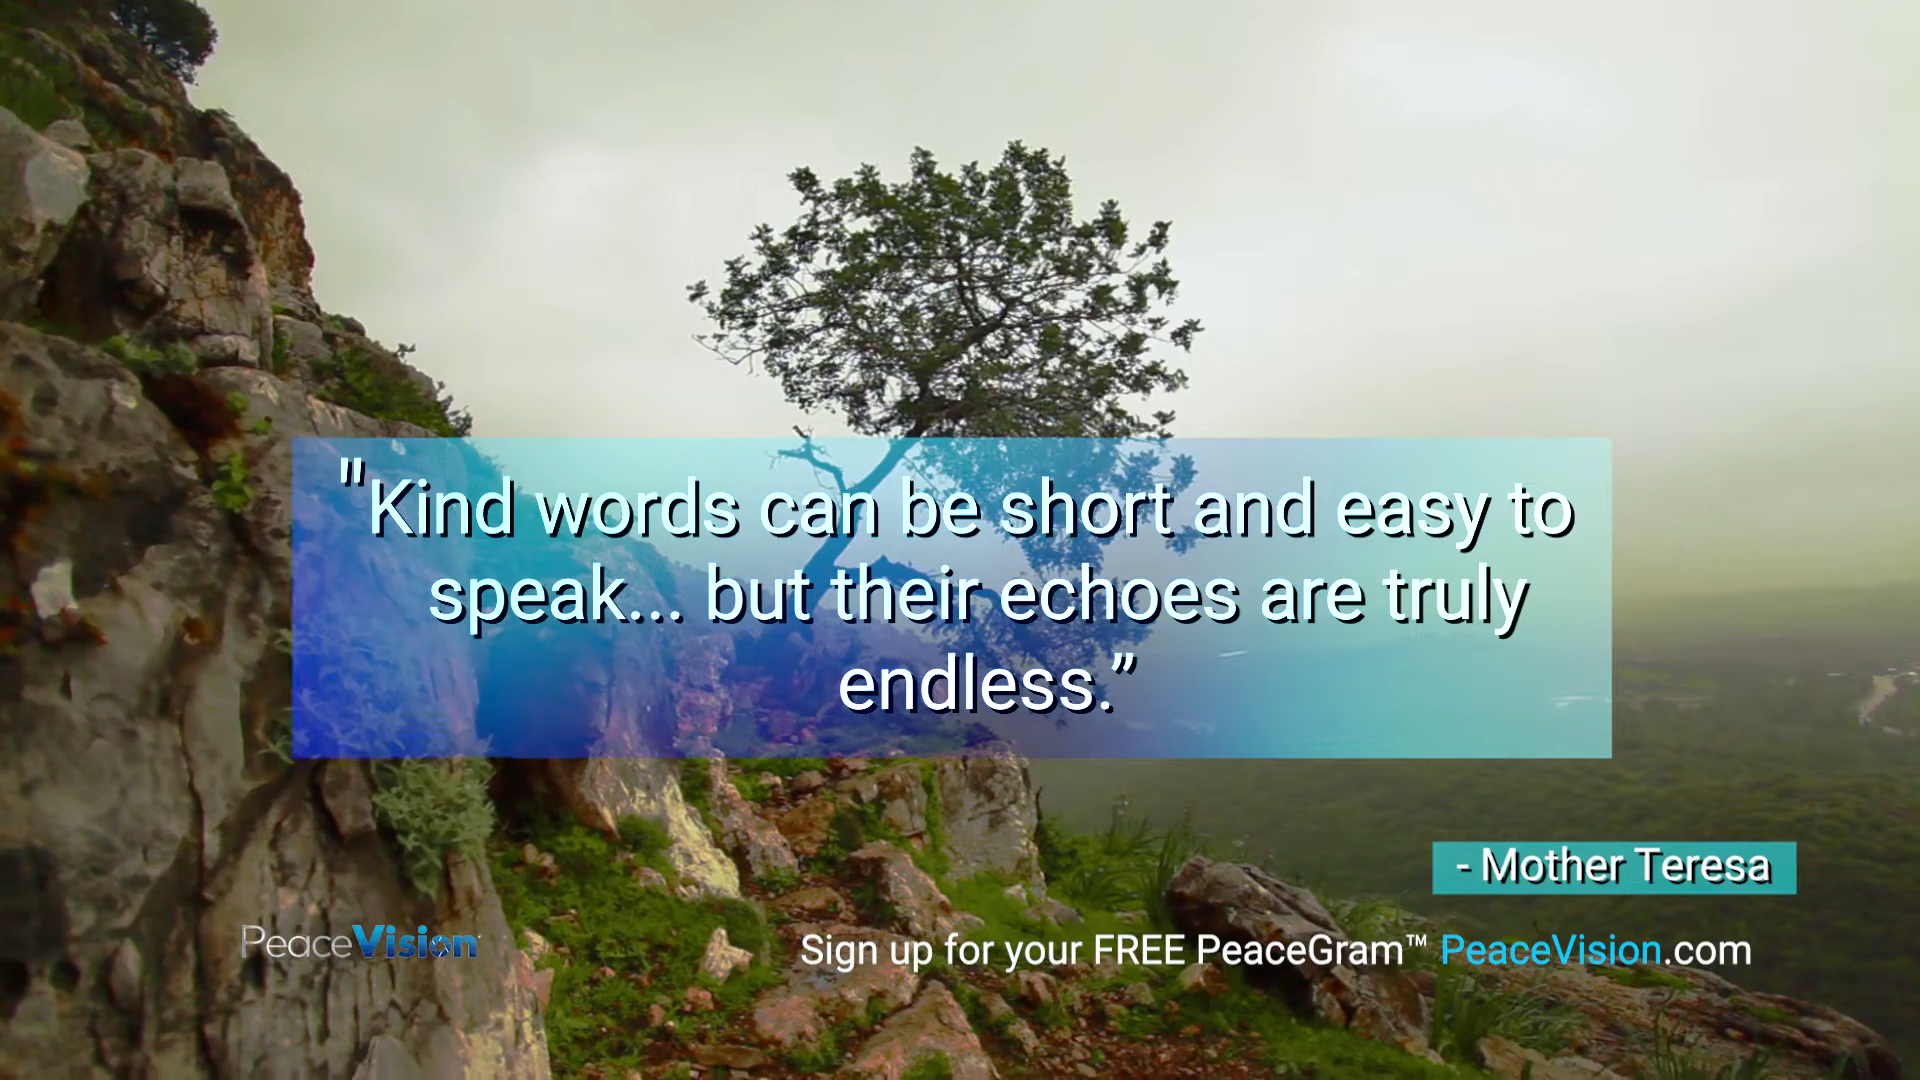 "Kind words can be short and easy to
speak... but their echoes are truly
endless.”
- Mother Teresa
PeaceVision
Sign up for your FREE PeaceGram™ PeaceVision.com